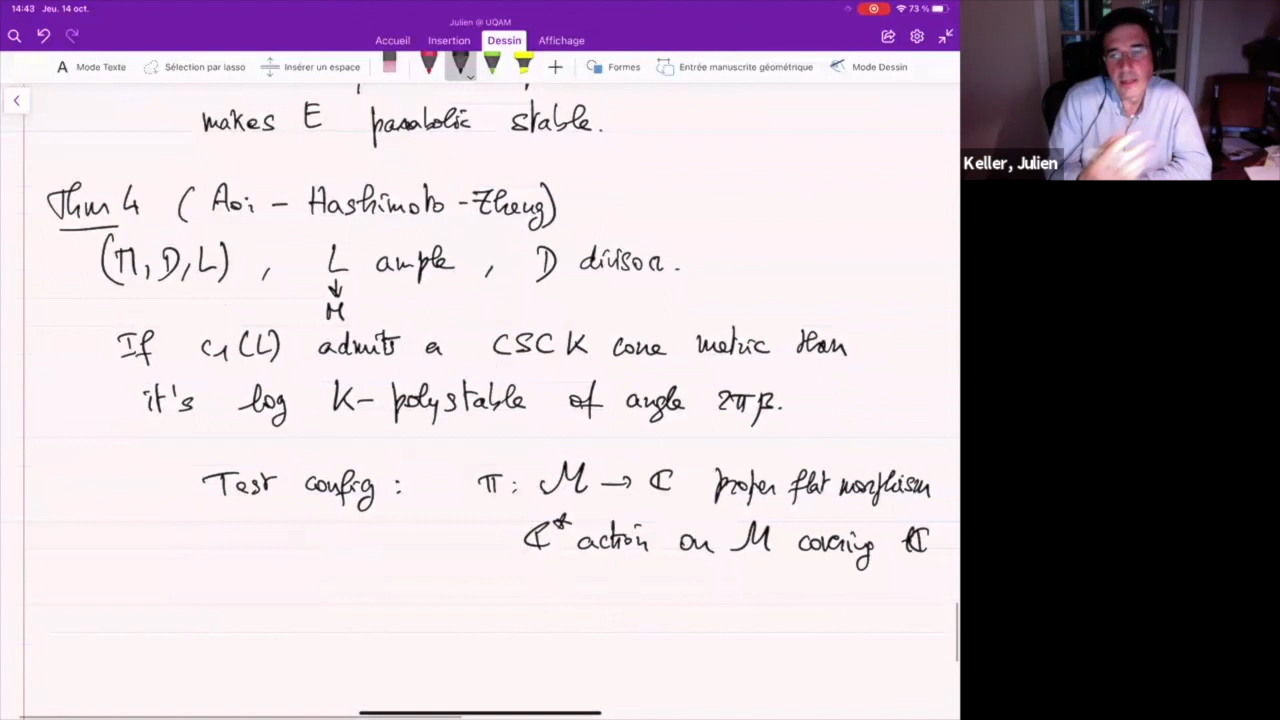 14:43 Jeu. 14 oct.
73 %
Julien @ UQAM
Accueil Insertion Dessin Affichage
A Mode Texte Sélection par lasso Insérer un espace Formes Entrée manuscrite géométrique Mode Dessin
makes E parabolic stable.
Keller, Julien
Thm 4 (Aoi - Hashimoto - Zheng)
(M, D, L), L ample, D divisor.
↓
M
If c₁(L) admits a CSCK cone metric then
it's log K-polystable of angle 2πβ.
Test config: π: M → ℂ proper flat morphism
ℂ* action on M covering ℂ